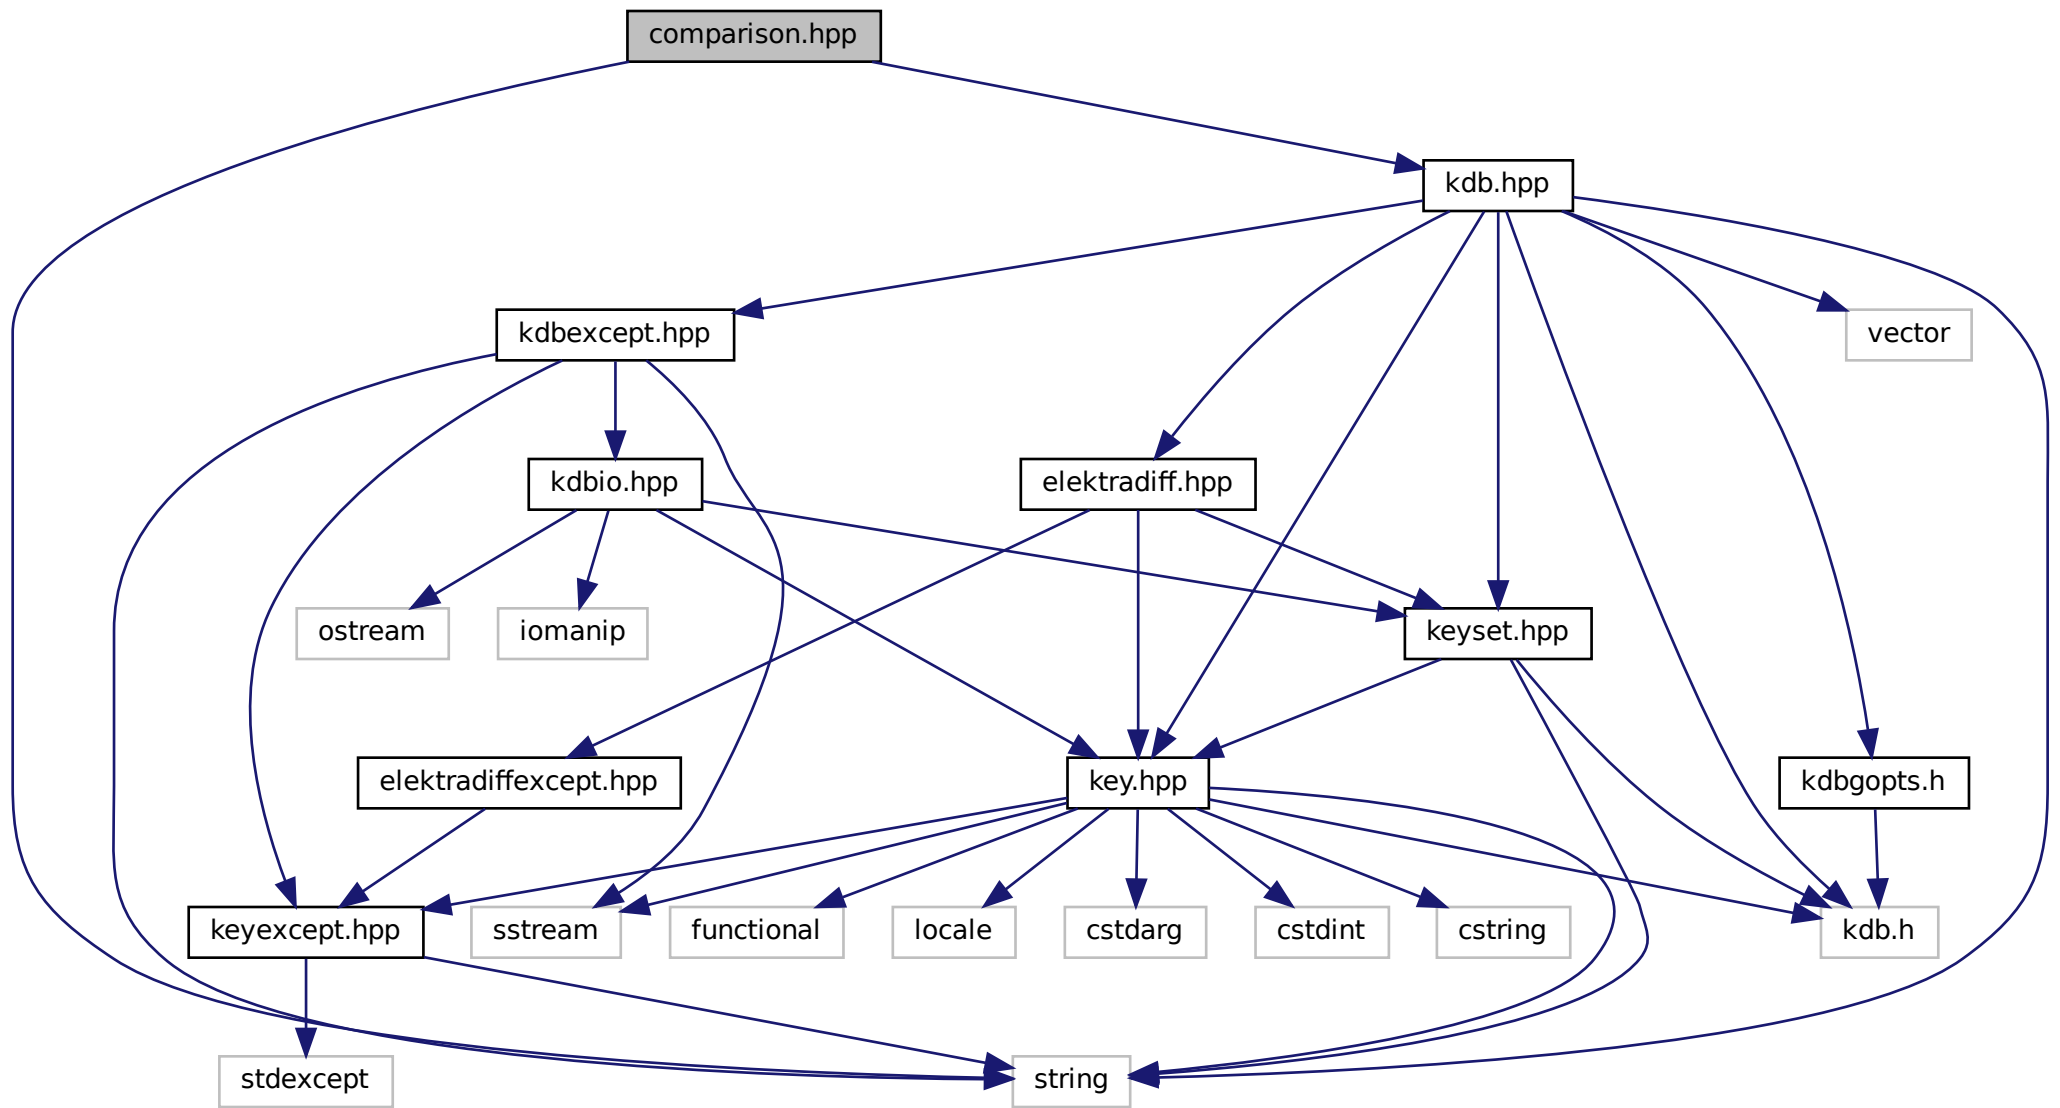 comparison.hpp
kdb.hpp
kdbexcept.hpp
vector
kdbio.hpp
elektradiff.hpp
ostream
iomanip
keyset.hpp
elektradiffexcept.hpp
key.hpp
kdbgopts.h
keyexcept.hpp
sstream
functional
locale
cstdarg
cstdint
cstring
kdb.h
stdexcept
string